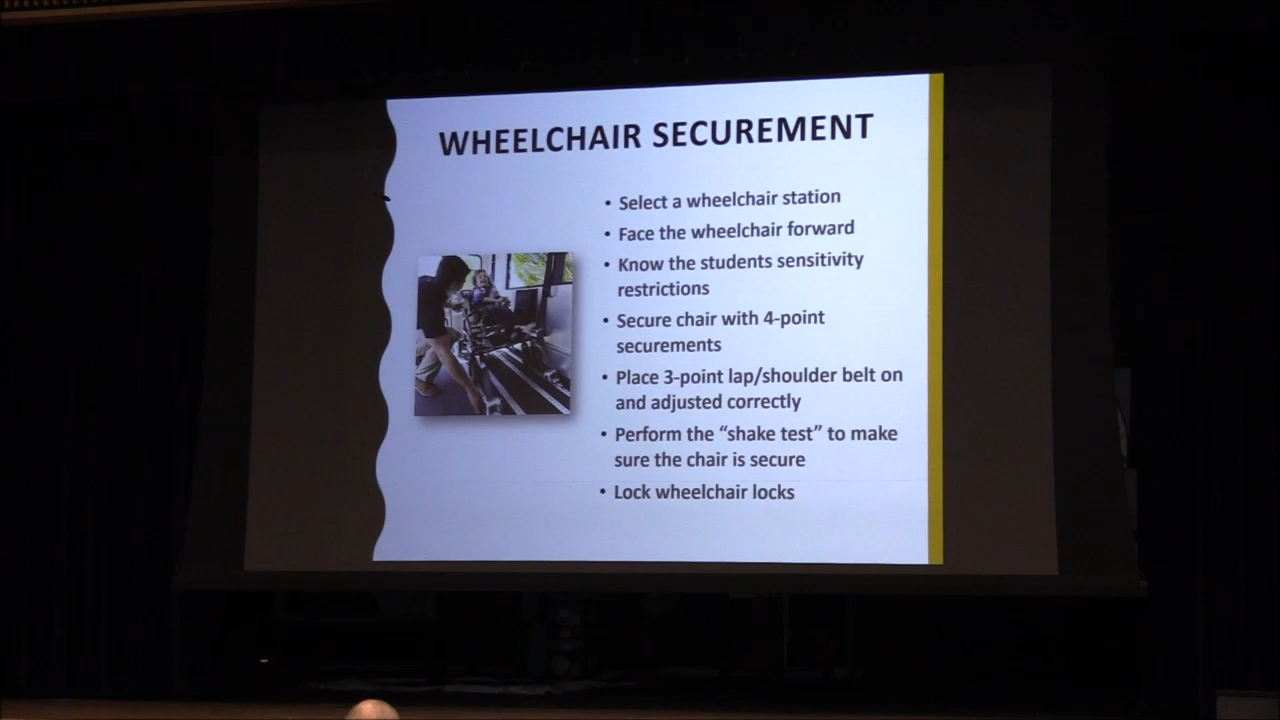 WHEELCHAIR SECUREMENT
• Select a wheelchair station
• Face the wheelchair forward
• Know the students sensitivity
restrictions
• Secure chair with 4-point
securements
• Place 3-point lap/shoulder belt on
and adjusted correctly
• Perform the “shake test” to make
sure the chair is secure
• Lock wheelchair locks